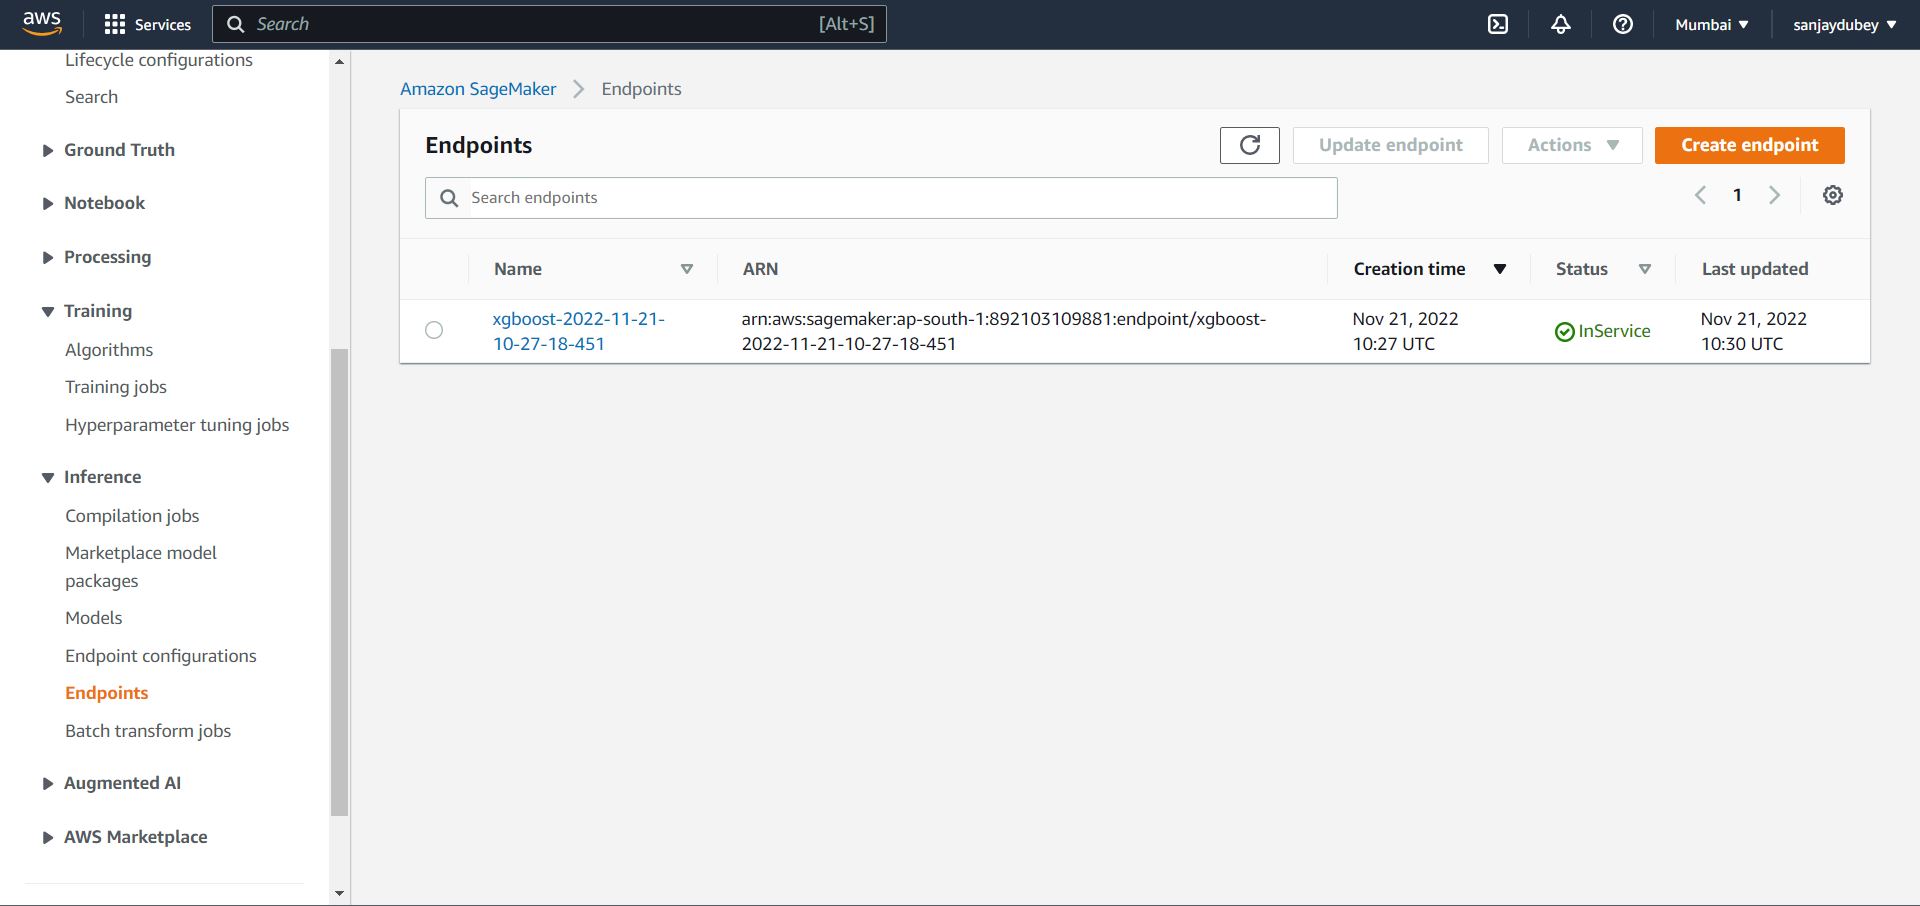 aws
Services
Search
[Alt+S]
Mumbai
sanjaydubey
Lifecycle configurations
Search
Ground Truth
Notebook
Processing
Training
Algorithms
Training jobs
Hyperparameter tuning jobs
Inference
Compilation jobs
Marketplace model
packages
Models
Endpoint configurations
Endpoints
Batch transform jobs
Augmented AI
AWS Marketplace
Amazon SageMaker
Endpoints
Endpoints
Update endpoint
Actions
Create endpoint
Search endpoints
1
Name
ARN
Creation time
Status
Last updated
xgboost-2022-11-21-
10-27-18-451
arn:aws:sagemaker:ap-south-1:892103109881:endpoint/xgboost-
2022-11-21-10-27-18-451
Nov 21, 2022
10:27 UTC
InService
Nov 21, 2022
10:30 UTC